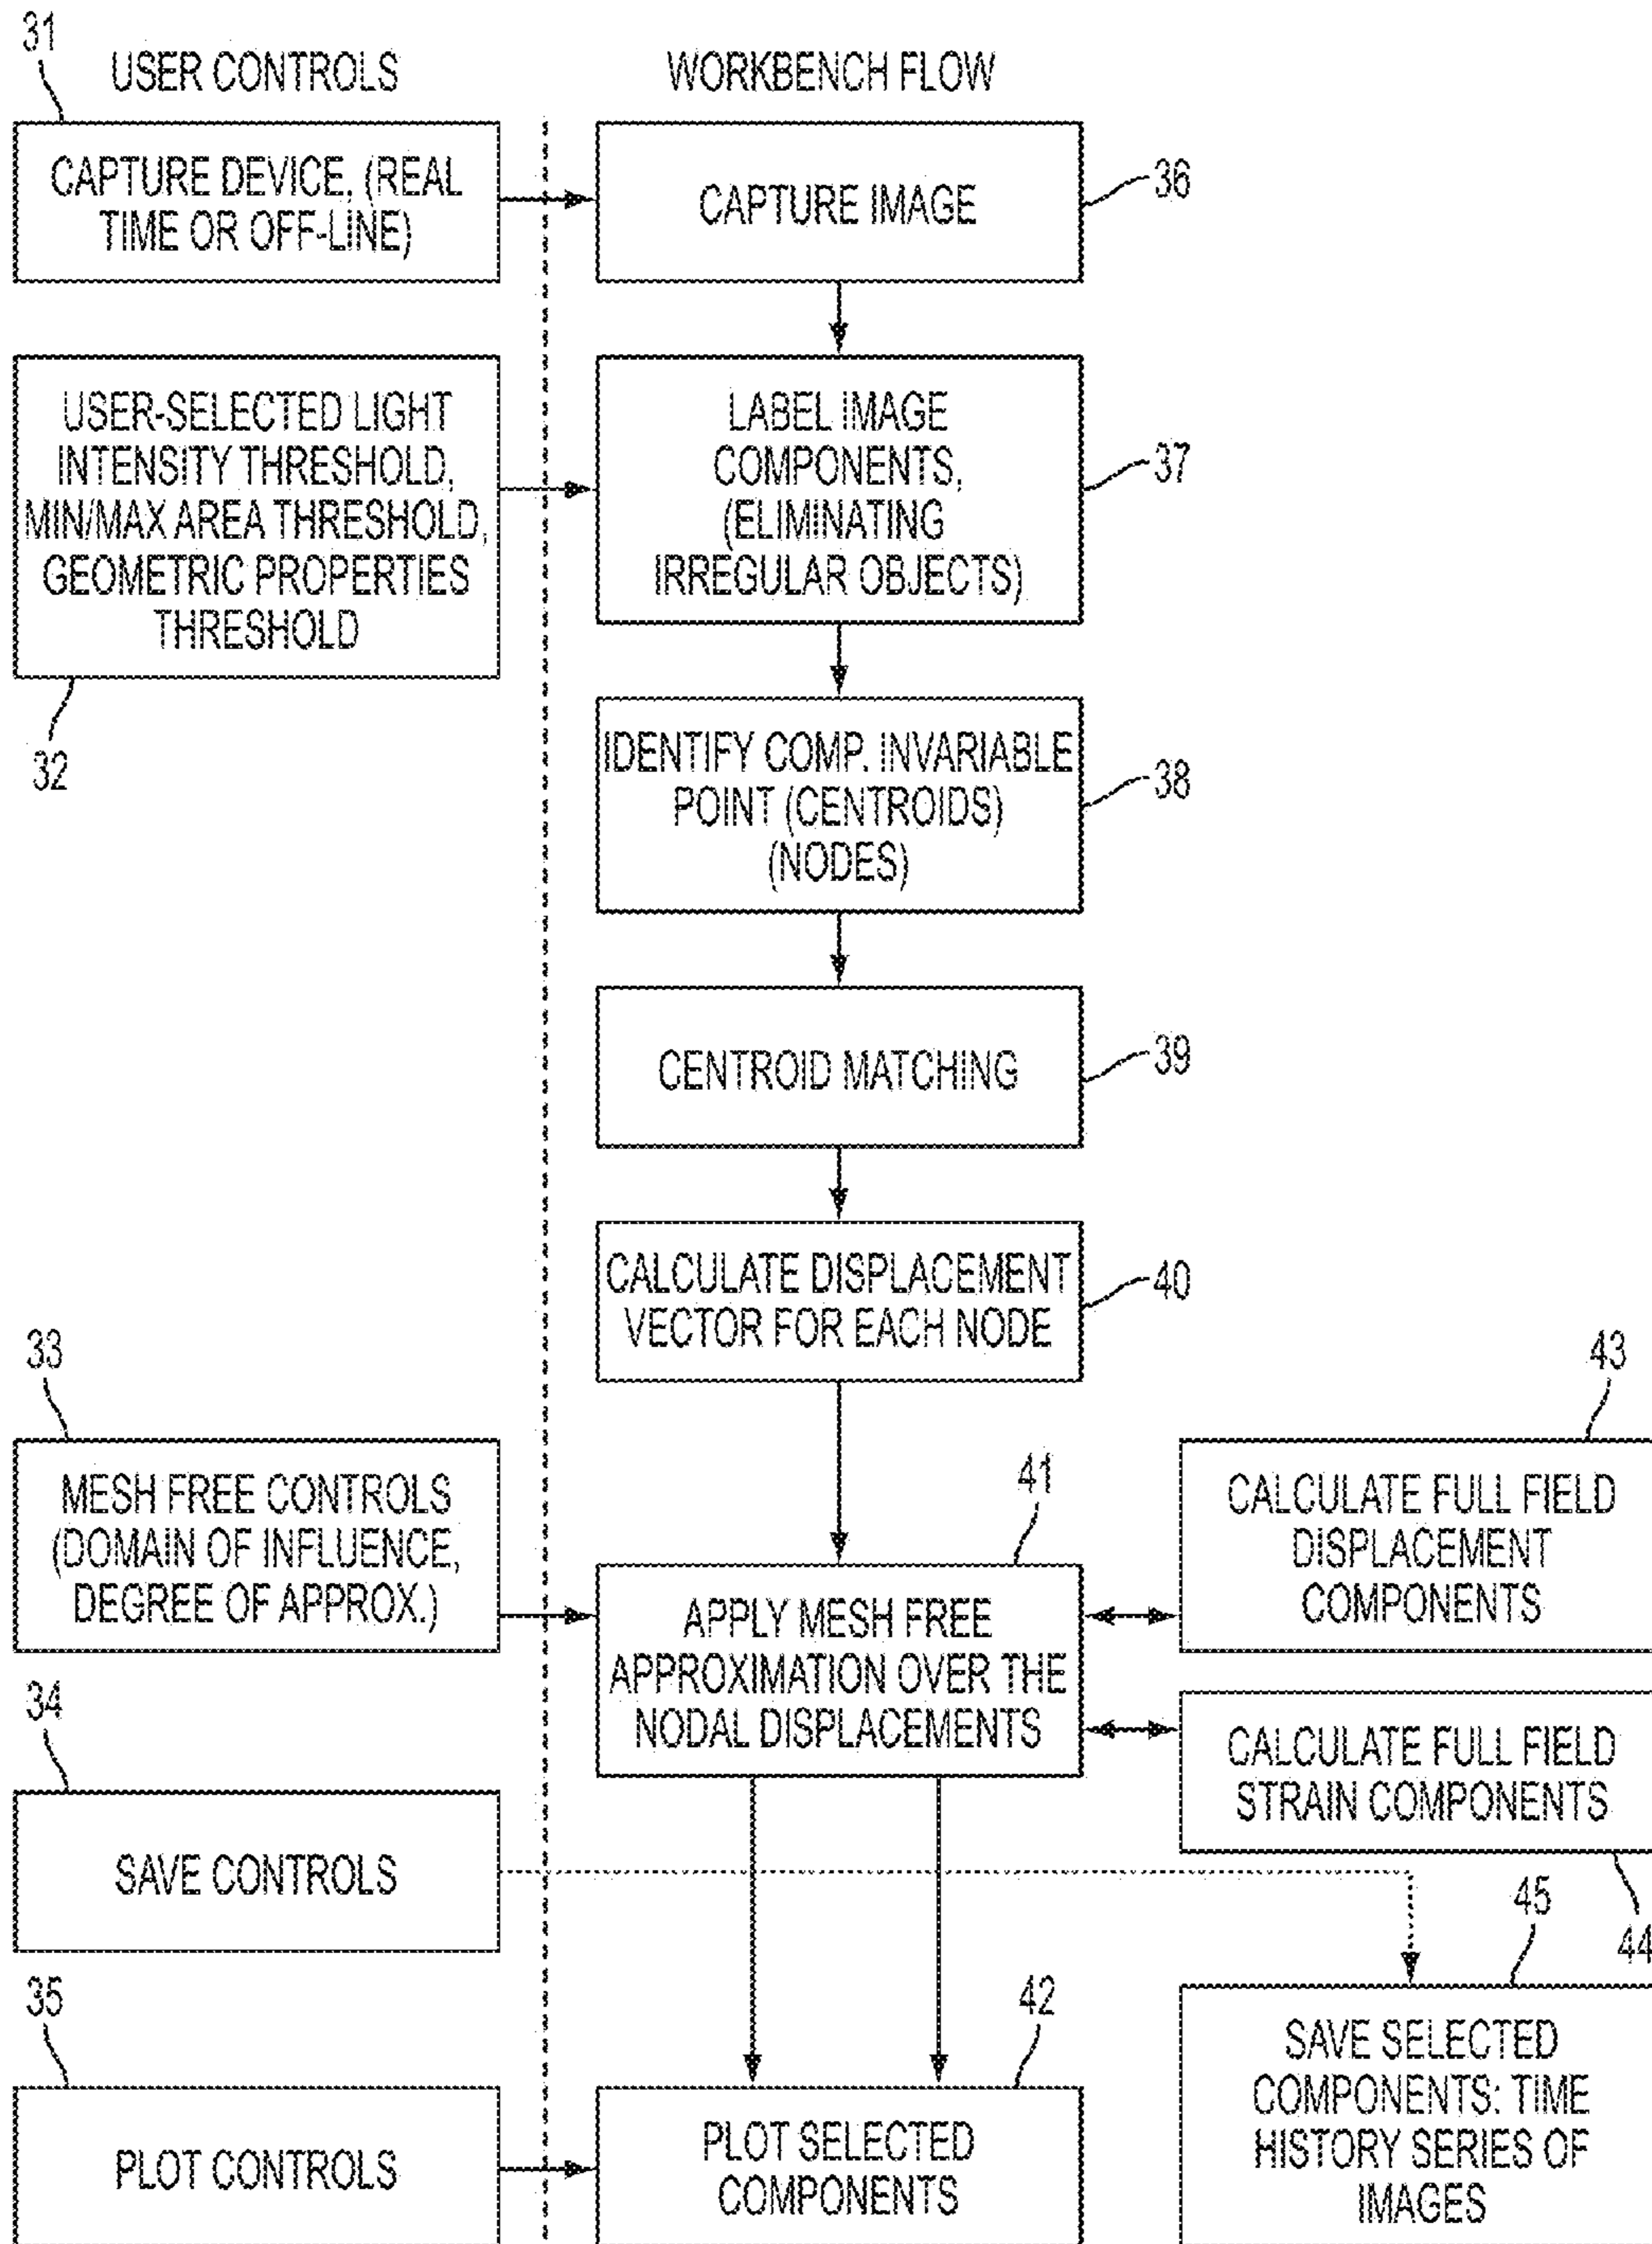 31
USER CONTROLS
WORKBENCH FLOW
CAPTURE DEVICE, (REAL
TIME OR OFF-LINE)
CAPTURE IMAGE
36
USER-SELECTED LIGHT
INTENSITY THRESHOLD,
MIN/MAX AREA THRESHOLD,
GEOMETRIC PROPERTIES
THRESHOLD
32
LABEL IMAGE
COMPONENTS,
(ELIMINATING
IRREGULAR OBJECTS)
37
IDENTIFY COMP. INVARIABLE
POINT (CENTROIDS)
(NODES)
38
CENTROID MATCHING
39
CALCULATE DISPLACEMENT
VECTOR FOR EACH NODE
40
33
MESH FREE CONTROLS
(DOMAIN OF INFLUENCE,
DEGREE OF APPROX.)
41
APPLY MESH FREE
APPROXIMATION OVER THE
NODAL DISPLACEMENTS
43
CALCULATE FULL FIELD
DISPLACEMENT
COMPONENTS
CALCULATE FULL FIELD
STRAIN COMPONENTS
44
34
SAVE CONTROLS
45
SAVE SELECTED
COMPONENTS: TIME
HISTORY SERIES OF
IMAGES
35
PLOT CONTROLS
42
PLOT SELECTED
COMPONENTS